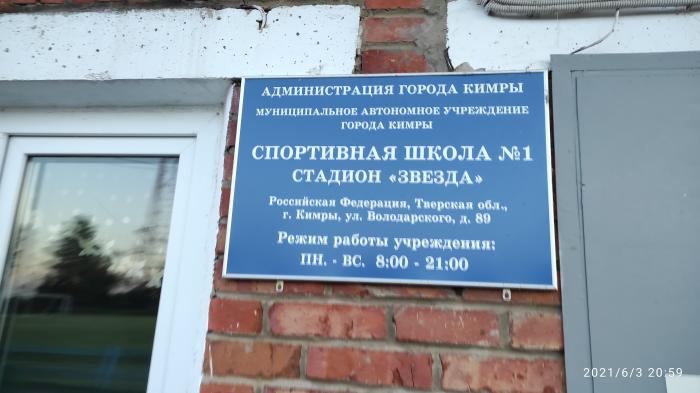 АДМИНИСТРАЦИЯ ГОРОДА КИМРЫ
МУНИЦИПАЛЬНОЕ АВТОНОМНОЕ УЧРЕЖДЕНИЕ
ГОРОДА КИМРЫ
СПОРТИВНАЯ ШКОЛА №1
СТАДИОН «ЗВЕЗДА»
Российская Федерация, Тверская обл.,
г. Кимры, ул. Володарского, д. 89
Режим работы учреждения:
ПН. - ВС. 8:00 - 21:00
2021/6/3 20:59